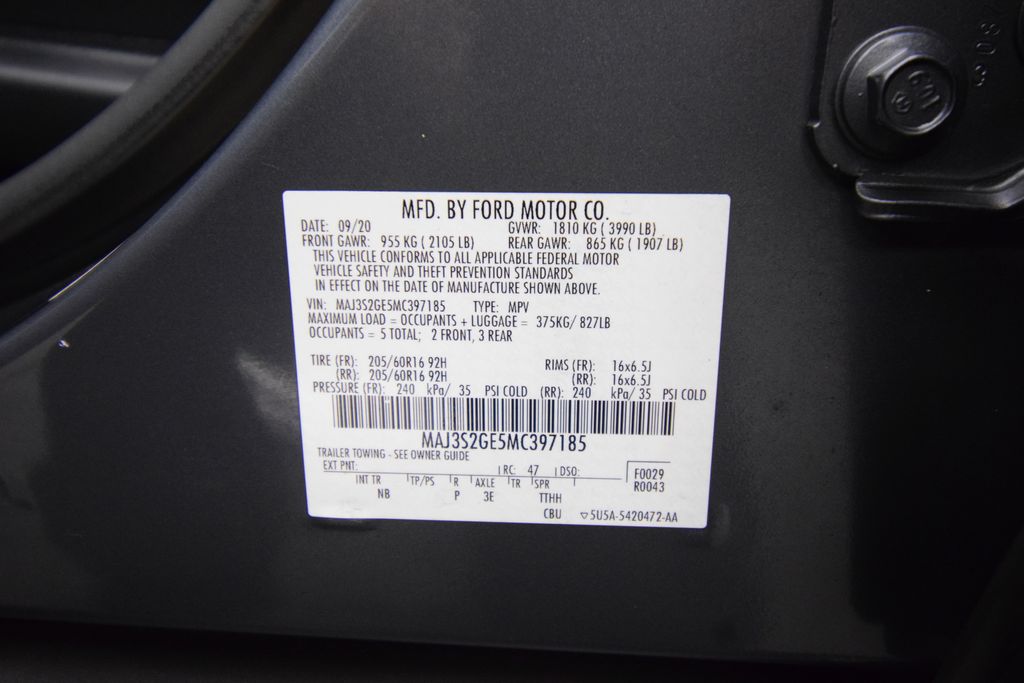 MFD. BY FORD MOTOR CO.
DATE: 09/20 GVWR: 1810 KG ( 3990 LB)
FRONT GAWR: 955 KG ( 2105 LB) REAR GAWR: 865 KG ( 1907 LB)
THIS VEHICLE CONFORMS TO ALL APPLICABLE FEDERAL MOTOR
VEHICLE SAFETY AND THEFT PREVENTION STANDARDS
IN EFFECT ON THE DATE OF MANUFACTURE SHOWN ABOVE.
VIN: MAJ3S2GE5MC397185 TYPE: MPV
MAXIMUM LOAD = OCCUPANTS + LUGGAGE = 375KG/ 827LB
OCCUPANTS = 5 TOTAL; 2 FRONT, 3 REAR
TIRE (FR): 205/60R16 92H RIMS (FR): 16x6.5J
(RR): 205/60R16 92H (RR): 16x6.5J
PRESSURE (FR): 240 kPa/ 35 PSI COLD (RR): 240 kPa/ 35 PSI COLD
MAJ3S2GE5MC397185
TRAILER TOWING - SEE OWNER GUIDE
EXT PNT: RC: 47 DSO: F0029
INT TR TP/PS R AXLE TR SPR R0043
NB P 3E TTHH
CBU ▽5U5A-5420472-AA